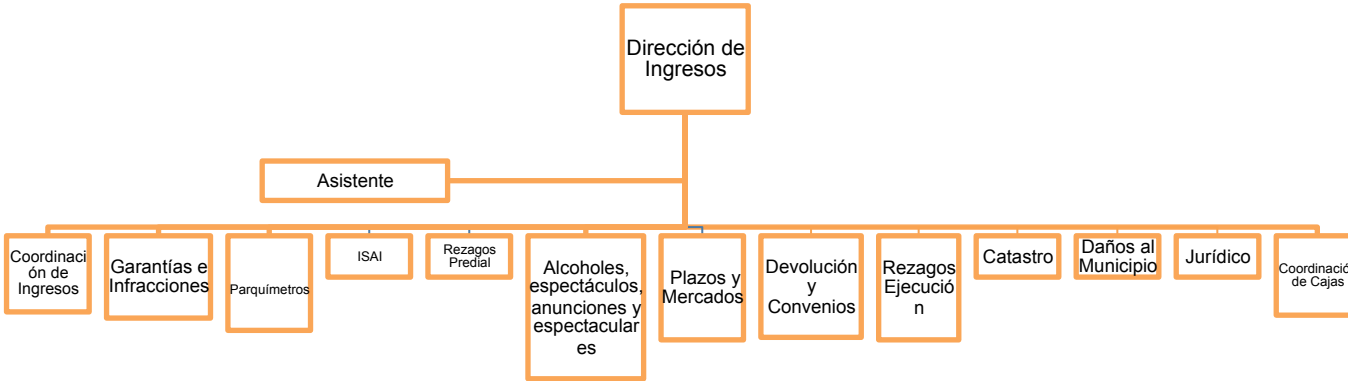 Dirección de
Ingresos
Asistente
Coordinaci
ón de
Ingresos
Garantías e
Infracciones
Parquímetros
ISAI
Rezagos
Predial
Alcoholes,
espectáculos,
anunciones y
espectacular
es
Plazos y
Mercados
Devolución
y
Convenios
Rezagos
Ejecució
n
Catastro
Daños al
Municipio
Jurídico
Coordinación
de Cajas